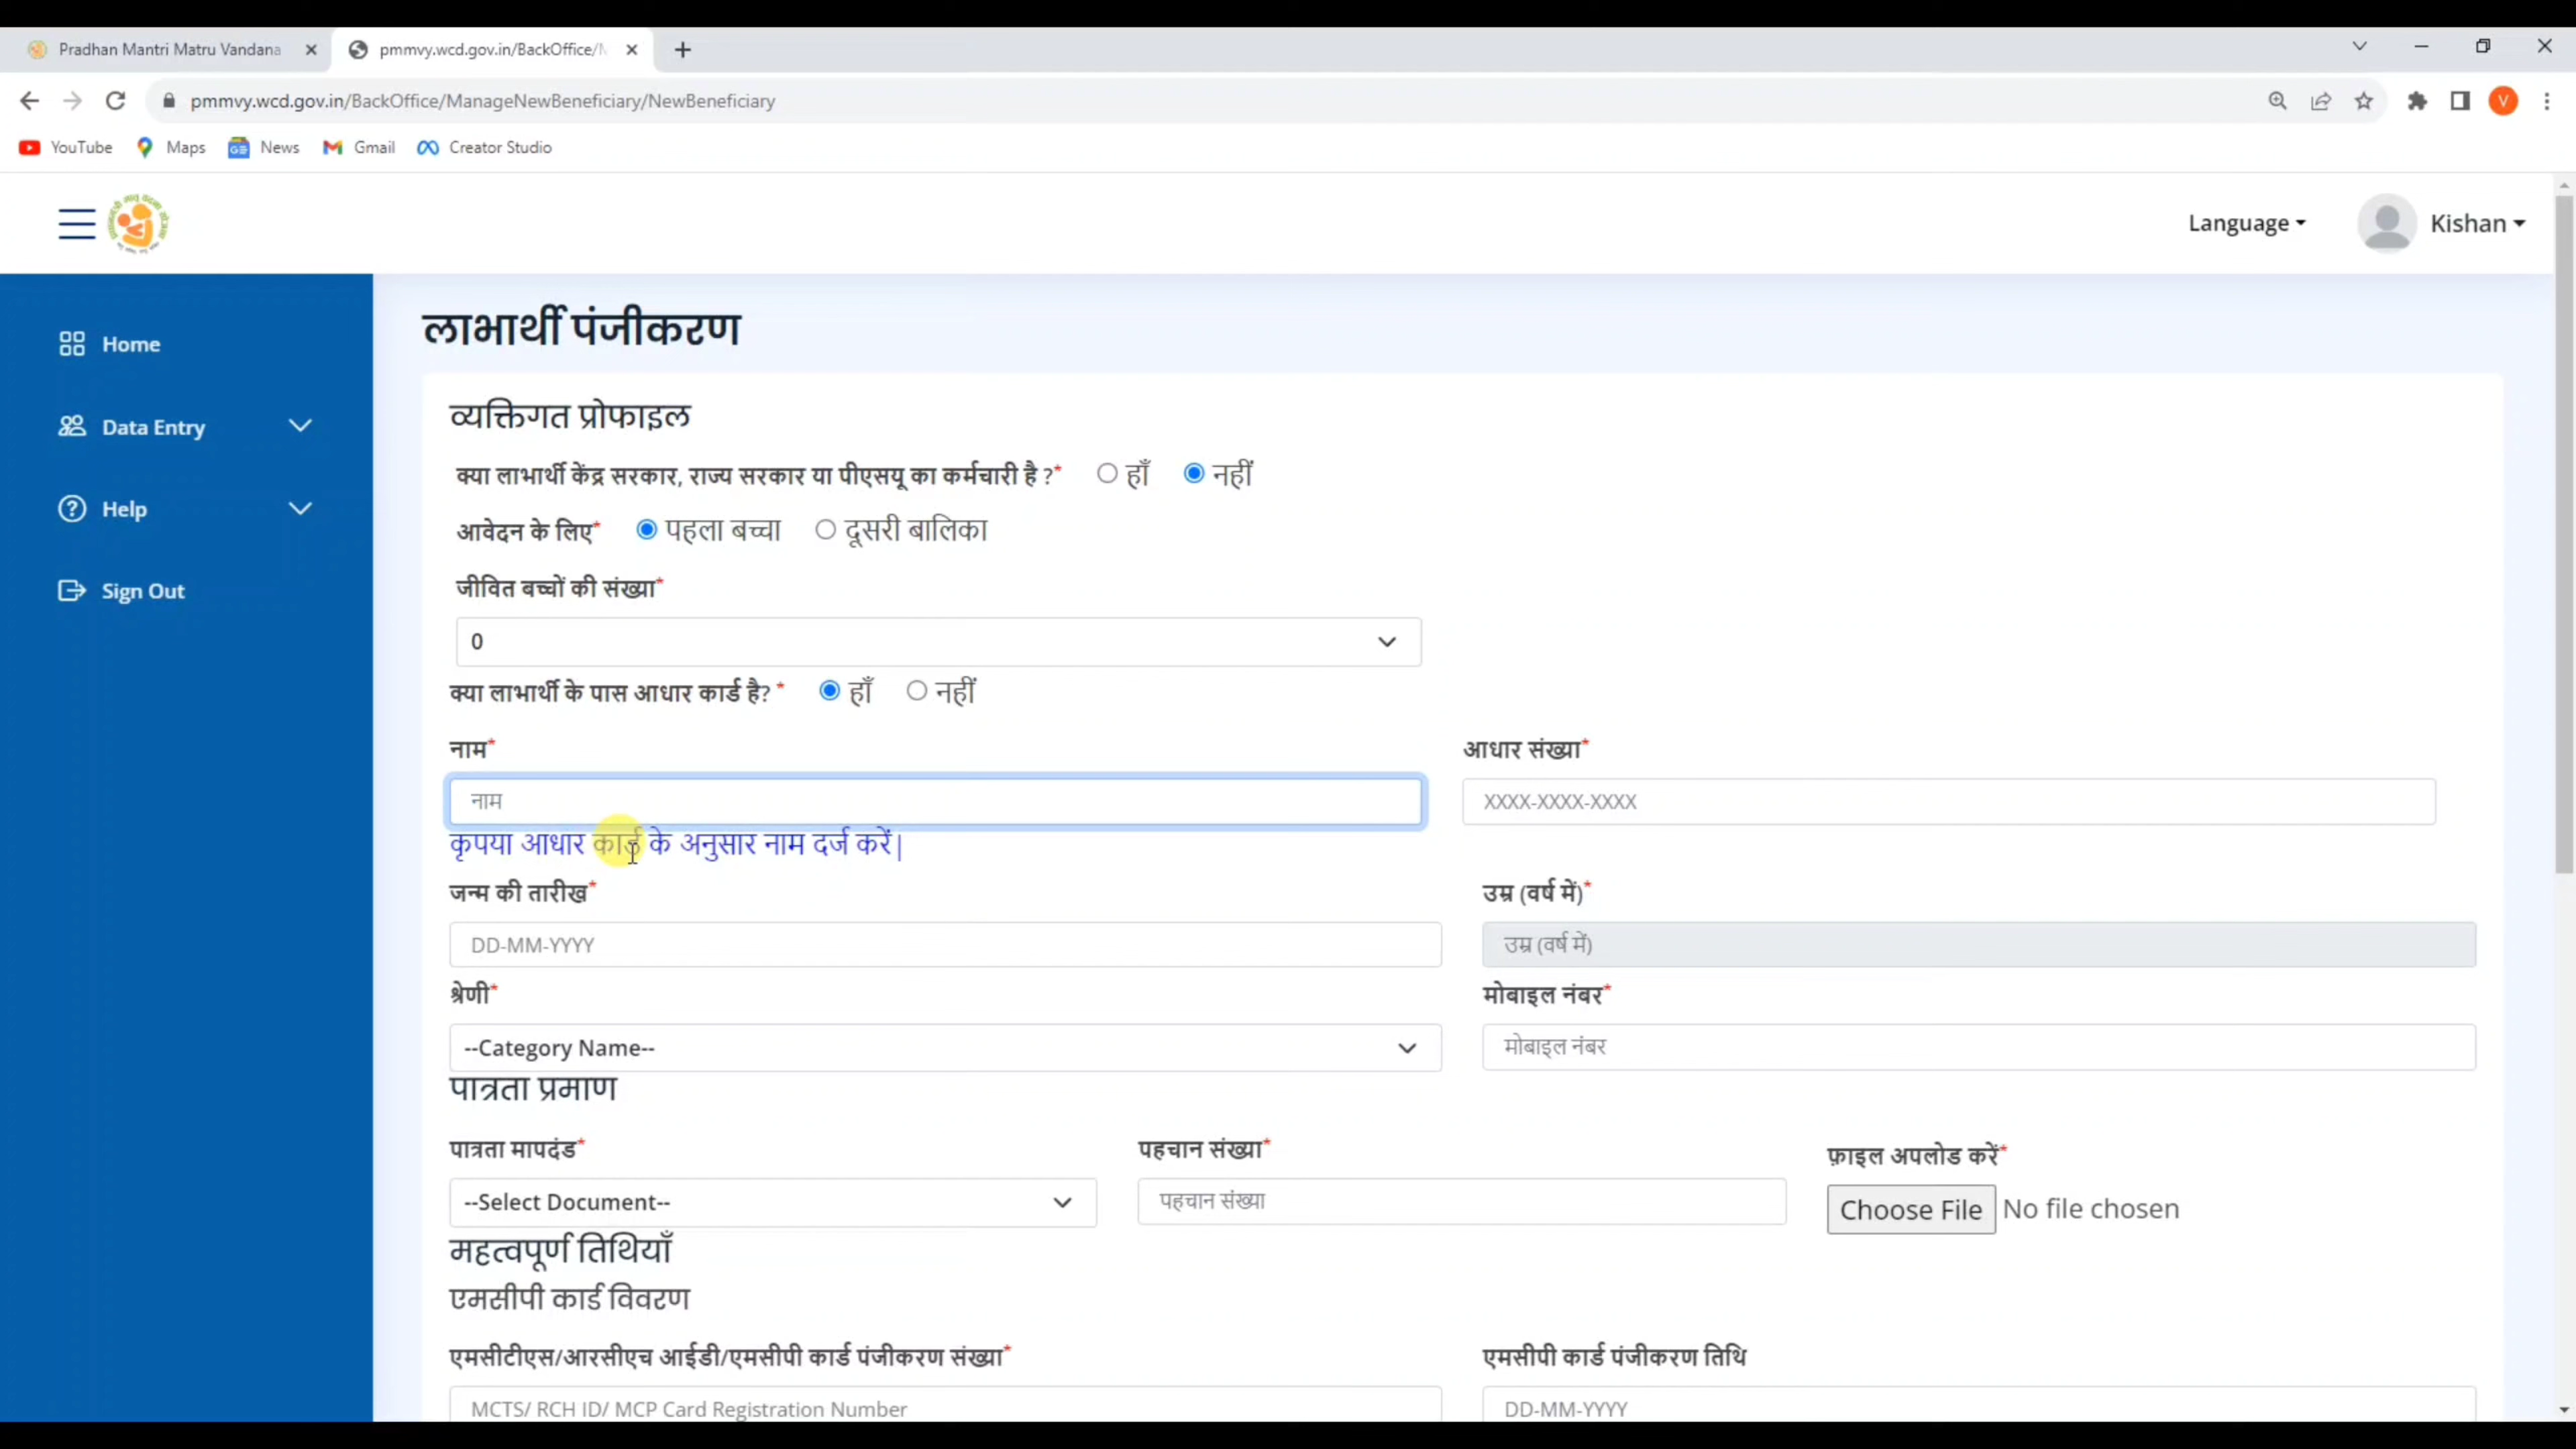 Pradhan Mantri Matru Vandana
pmmvy.wcd.gov.in/BackOffice/
pmmvy.wcd.gov.in/BackOffice/ManageNewBeneficiary/NewBeneficiary
V
YouTube Maps News Gmail Creator Studio
Language Kishan
Home
Data Entry
Help
Sign Out
लाभार्थी पंजीकरण
व्यक्तिगत प्रोफाइल
क्या लाभार्थी केंद्र सरकार, राज्य सरकार या पीएसयू का कर्मचारी है ?* हाँ नहीं
आवेदन के लिए* पहला बच्चा दूसरी बालिका
जीवित बच्चों की संख्या*
0
क्या लाभार्थी के पास आधार कार्ड है? * हाँ नहीं
नाम* आधार संख्या*
नाम XXXX-XXXX-XXXX
कृपया आधार कार्ड के अनुसार नाम दर्ज करें|
जन्म की तारीख* उम्र (वर्ष में)*
DD-MM-YYYY उम्र (वर्ष में)
श्रेणी* मोबाइल नंबर*
--Category Name-- मोबाइल नंबर
पात्रता प्रमाण
पात्रता मापदंड* पहचान संख्या* फ़ाइल अपलोड करें*
--Select Document-- पहचान संख्या Choose File No file chosen
महत्वपूर्ण तिथियाँ
एमसीपी कार्ड विवरण
एमसीटीएस/आरसीएच आईडी/एमसीपी कार्ड पंजीकरण संख्या* एमसीपी कार्ड पंजीकरण तिथि
MCTS/ RCH ID/ MCP Card Registration Number DD-MM-YYYY